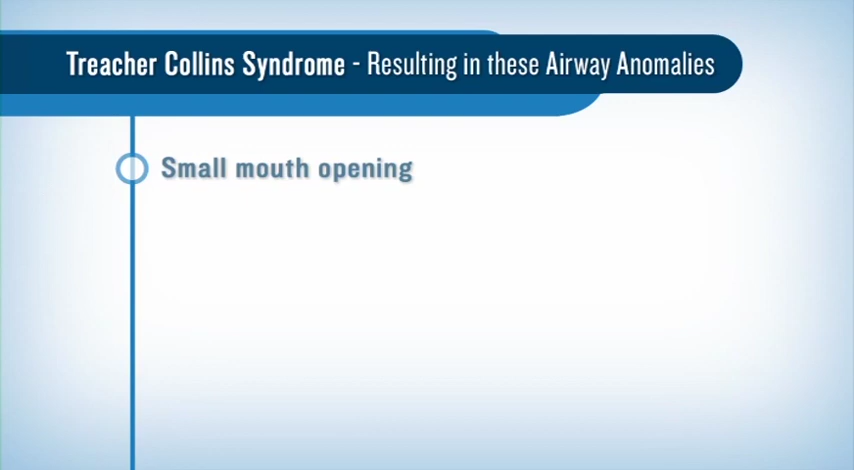 Treacher Collins Syndrome - Resulting in these Airway Anomalies
Small mouth opening